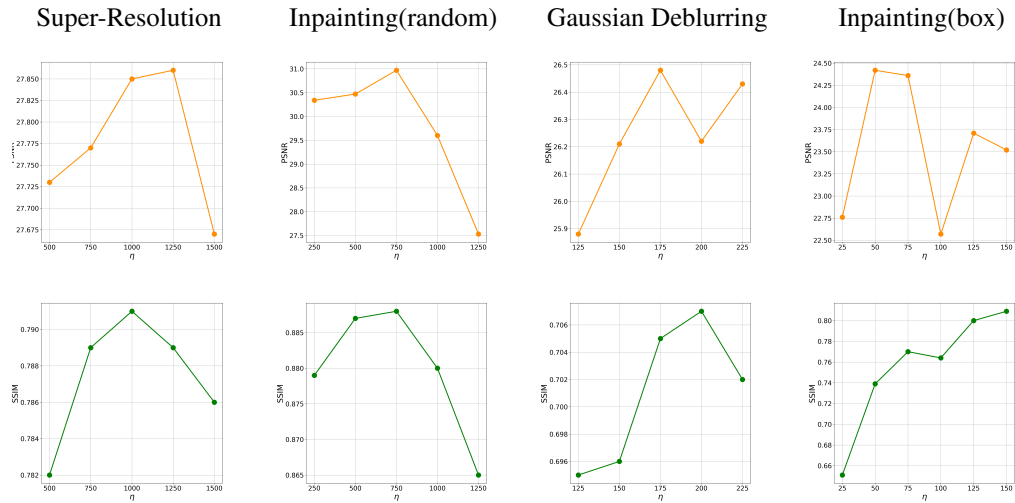 Super-Resolution
Inpainting(random)
Gaussian Deblurring
Inpainting(box)
27.850
27.825
27.800
27.775
27.750
27.725
27.700
27.675
500 750 1000 1250 1500
η
31.0
30.5
30.0
29.5
29.0
28.5
28.0
27.5
PSNR
250 500 750 1000 1250
η
26.5
26.4
26.3
26.2
26.1
26.0
25.9
PSNR
125 150 175 200 225
η
24.50
24.25
24.00
23.75
23.50
23.25
23.00
22.75
22.50
PSNR
25 50 75 100 125 150
η
0.790
0.788
0.786
0.784
0.782
SSIM
500 750 1000 1250 1500
η
0.885
0.880
0.875
0.870
0.865
SSIM
250 500 750 1000 1250
η
0.706
0.704
0.702
0.700
0.698
0.696
SSIM
125 150 175 200 225
η
0.80
0.78
0.76
0.74
0.72
0.70
0.68
0.66
SSIM
25 50 75 100 125 150
η